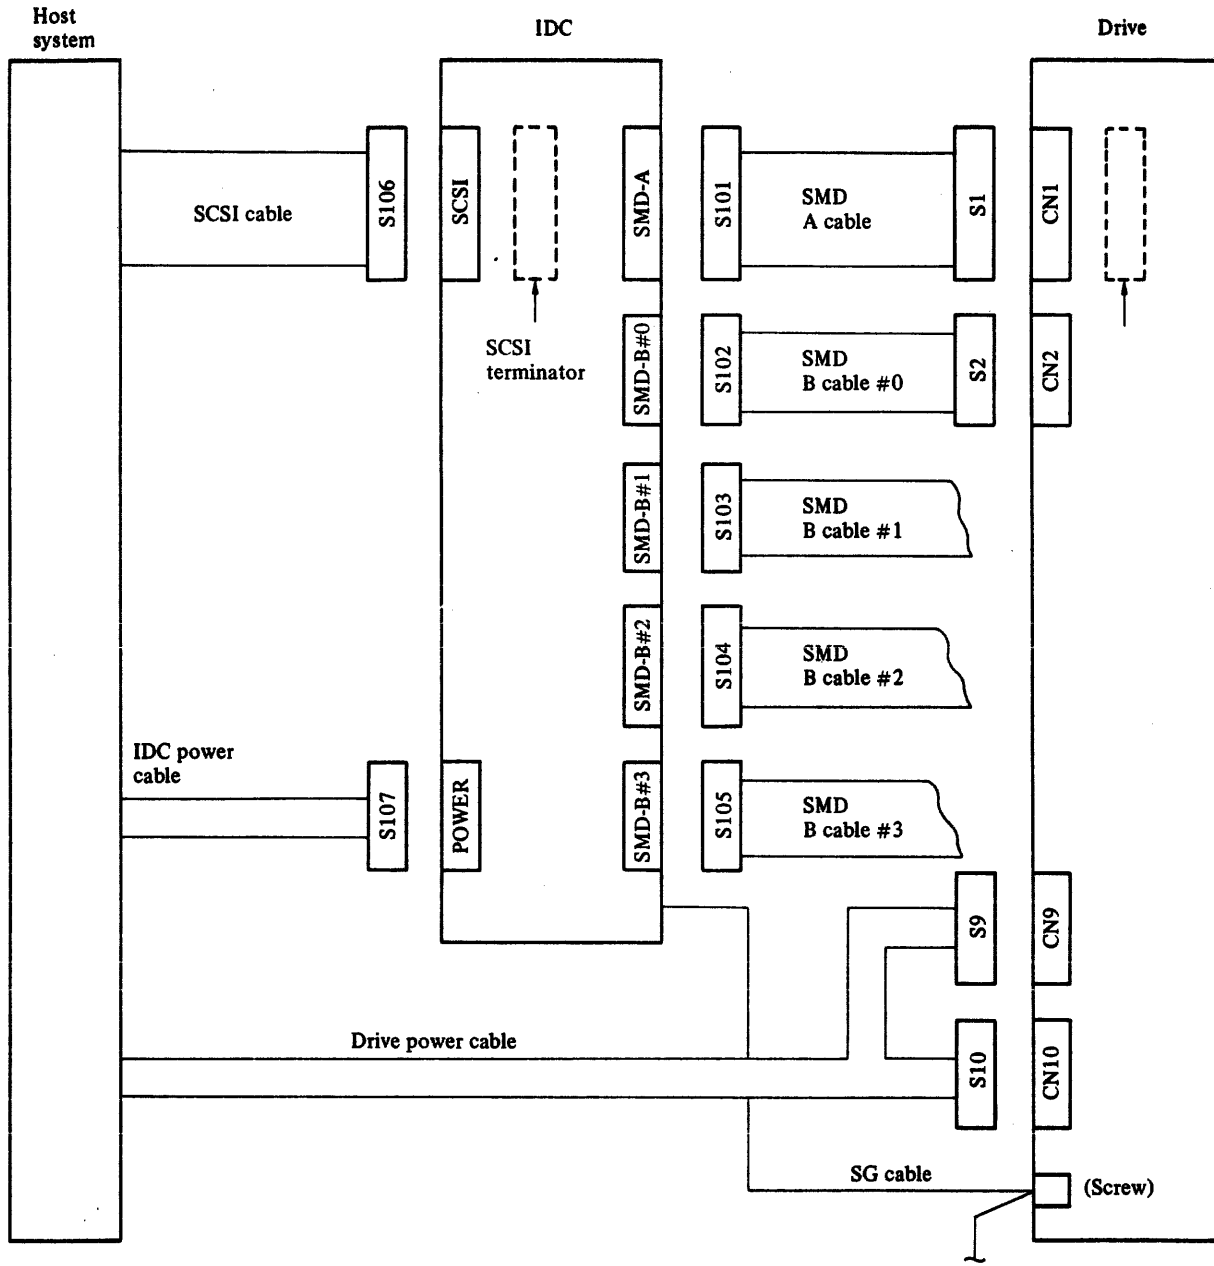 Host
system
IDC
Drive
SCSI cable
S106
SCSI
SCSI
terminator
SMD-A
S101
SMD
A cable
S1
CN1
SMD-B#0
S102
SMD
B cable #0
S2
CN2
SMD-B#1
S103
SMD
B cable #1
SMD-B#2
S104
SMD
B cable #2
IDC power
cable
S107
POWER
SMD-B#3
S105
SMD
B cable #3
S9
CN9
Drive power cable
S10
CN10
SG cable
(Screw)